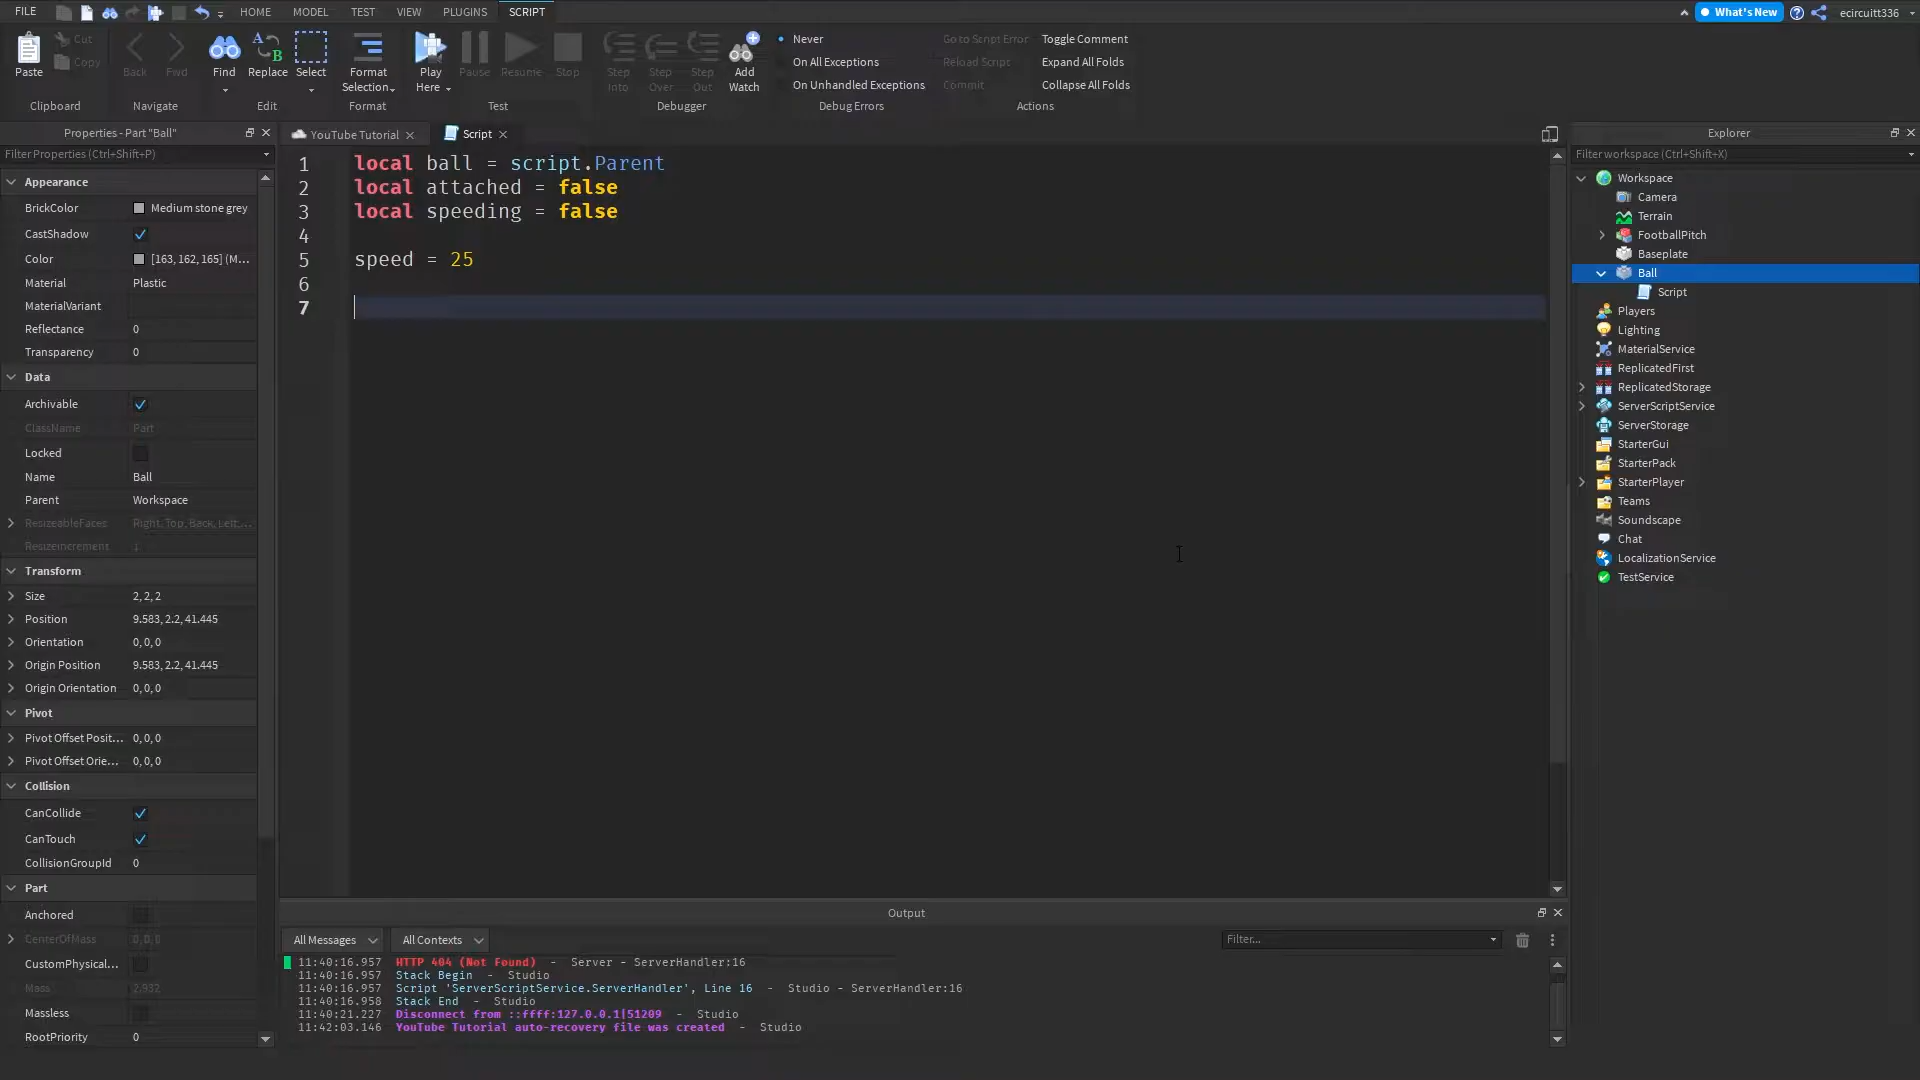 FILE HOME MODEL TEST VIEW PLUGINS SCRIPT What's New ecircuitt336
Paste Cut Copy Clipboard
Back Fwd Navigate
Find Replace Select Edit
Format Selection Format
Play Here Pause Resume Stop Test
Step Into Step Over Step Out Add Watch Debugger
Never
On All Exceptions
On Unhandled Exceptions
Debug Errors
Go to Script Error
Reload Script
Commit
Toggle Comment
Expand All Folds
Collapse All Folds
Actions
Properties - Part "Ball"
Filter Properties (Ctrl+Shift+P)
Appearance
BrickColor Medium stone grey
CastShadow
Color [163, 162, 165] (M...
Material Plastic
MaterialVariant
Reflectance 0
Transparency 0
Data
Archivable
ClassName Part
Locked
Name Ball
Parent Workspace
ResizeableFaces Right, Top, Back, Left,...
ResizeIncrement 1
Transform
Size 2, 2, 2
Position 9.583, 2.2, 41.445
Orientation 0, 0, 0
Origin Position 9.583, 2.2, 41.445
Origin Orientation 0, 0, 0
Pivot
Pivot Offset Posit... 0, 0, 0
Pivot Offset Orie... 0, 0, 0
Collision
CanCollide
CanTouch
CollisionGroupId 0
Part
Anchored
CenterOfMass 0, 0, 0
CustomPhysical...
Mass 2.932
Massless
RootPriority 0
YouTube Tutorial Script
1 local ball = script.Parent
2 local attached = false
3 local speeding = false
4
5 speed = 25
6
7
Output
All Messages All Contexts Filter...
11:40:16.957 HTTP 404 (Not Found) - Server - ServerHandler:16
11:40:16.957 Stack Begin - Studio
11:40:16.957 Script 'ServerScriptService.ServerHandler', Line 16 - Studio - ServerHandler:16
11:40:16.958 Stack End - Studio
11:40:21.227 Disconnect from ::ffff:127.0.0.1|51209 - Studio
11:42:03.146 YouTube Tutorial auto-recovery file was created - Studio
Explorer
Filter workspace (Ctrl+Shift+X)
Workspace
Camera
Terrain
FootballPitch
Baseplate
Ball
Script
Players
Lighting
MaterialService
ReplicatedFirst
ReplicatedStorage
ServerScriptService
ServerStorage
StarterGui
StarterPack
StarterPlayer
Teams
Soundscape
Chat
LocalizationService
TestService